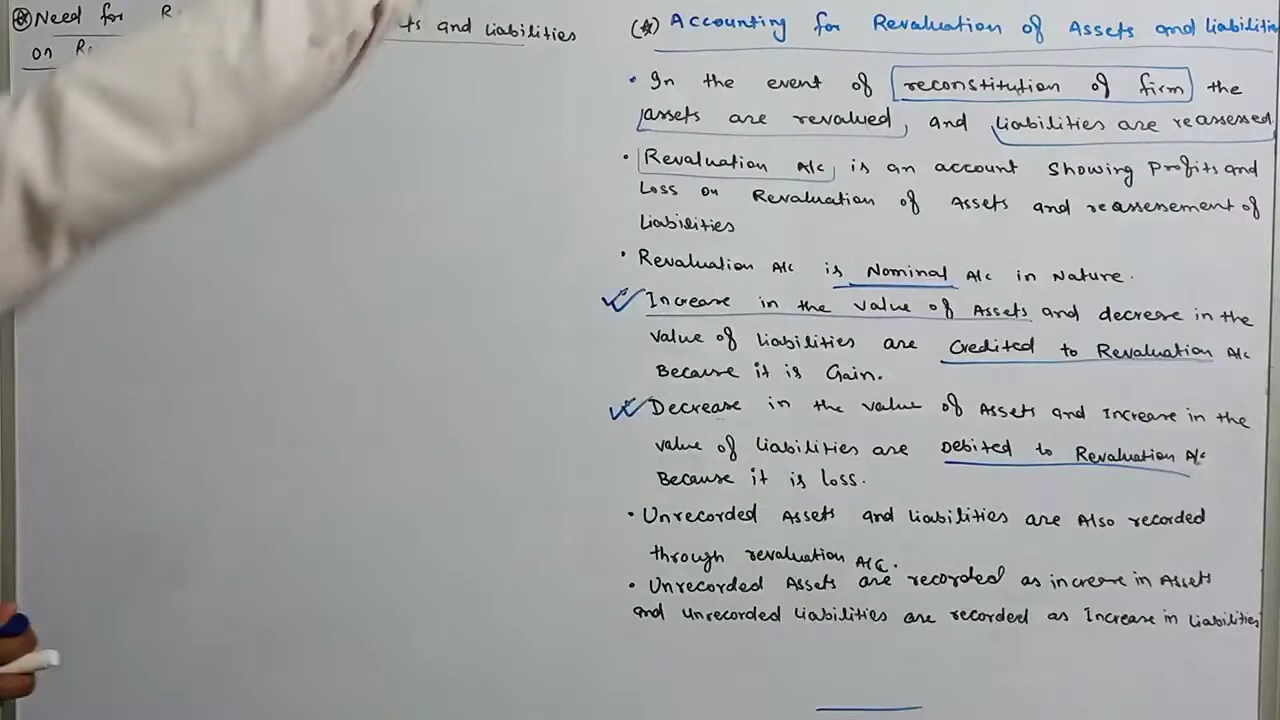 Need for R
ts and Liabilities
on R
(☆) Accounting for Revaluation of Assets and Liabilitie
• In the event of reconstitution of firm the
assets are revalued, and Liabilities are reassessed
• Revaluation A/c is an account showing Profits and
Loss on Revaluation of Assets and reassessement of
Liabilities
• Revaluation A/c is Nominal A/c in Nature.
Increase in the value of Assets and decrease in the
value of Liabilities are Credited to Revaluation A/c
Because it is Gain.
Decrease in the value of Assets and Increase in the
value of Liabilities are Debited to Revaluation A/c
Because it is loss.
• Unrecorded Assets and Liabilities are Also recorded
through revaluation A/c.
• Unrecorded Assets are recorded as increase in Assets
and Unrecorded Liabilities are recorded as Increase in Liabilities